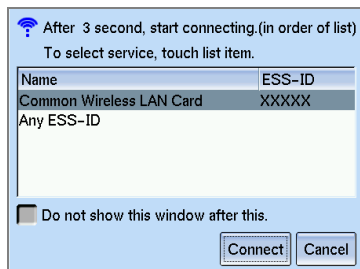 After 3 second, start connecting.(in order of list)
To select service, touch list item.
Name ESS-ID
Common Wireless LAN Card XXXXX
Any ESS-ID
Do not show this window after this.
Connect Cancel